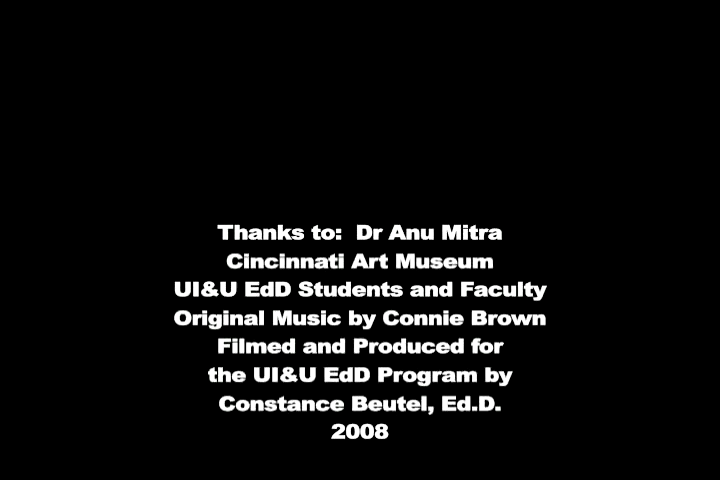 Thanks to:  Dr Anu Mitra
Cincinnati Art Museum
UI&U EdD Students and Faculty
Original Music by Connie Brown
Filmed and Produced for
the UI&U EdD Program by
Constance Beutel, Ed.D.
2008